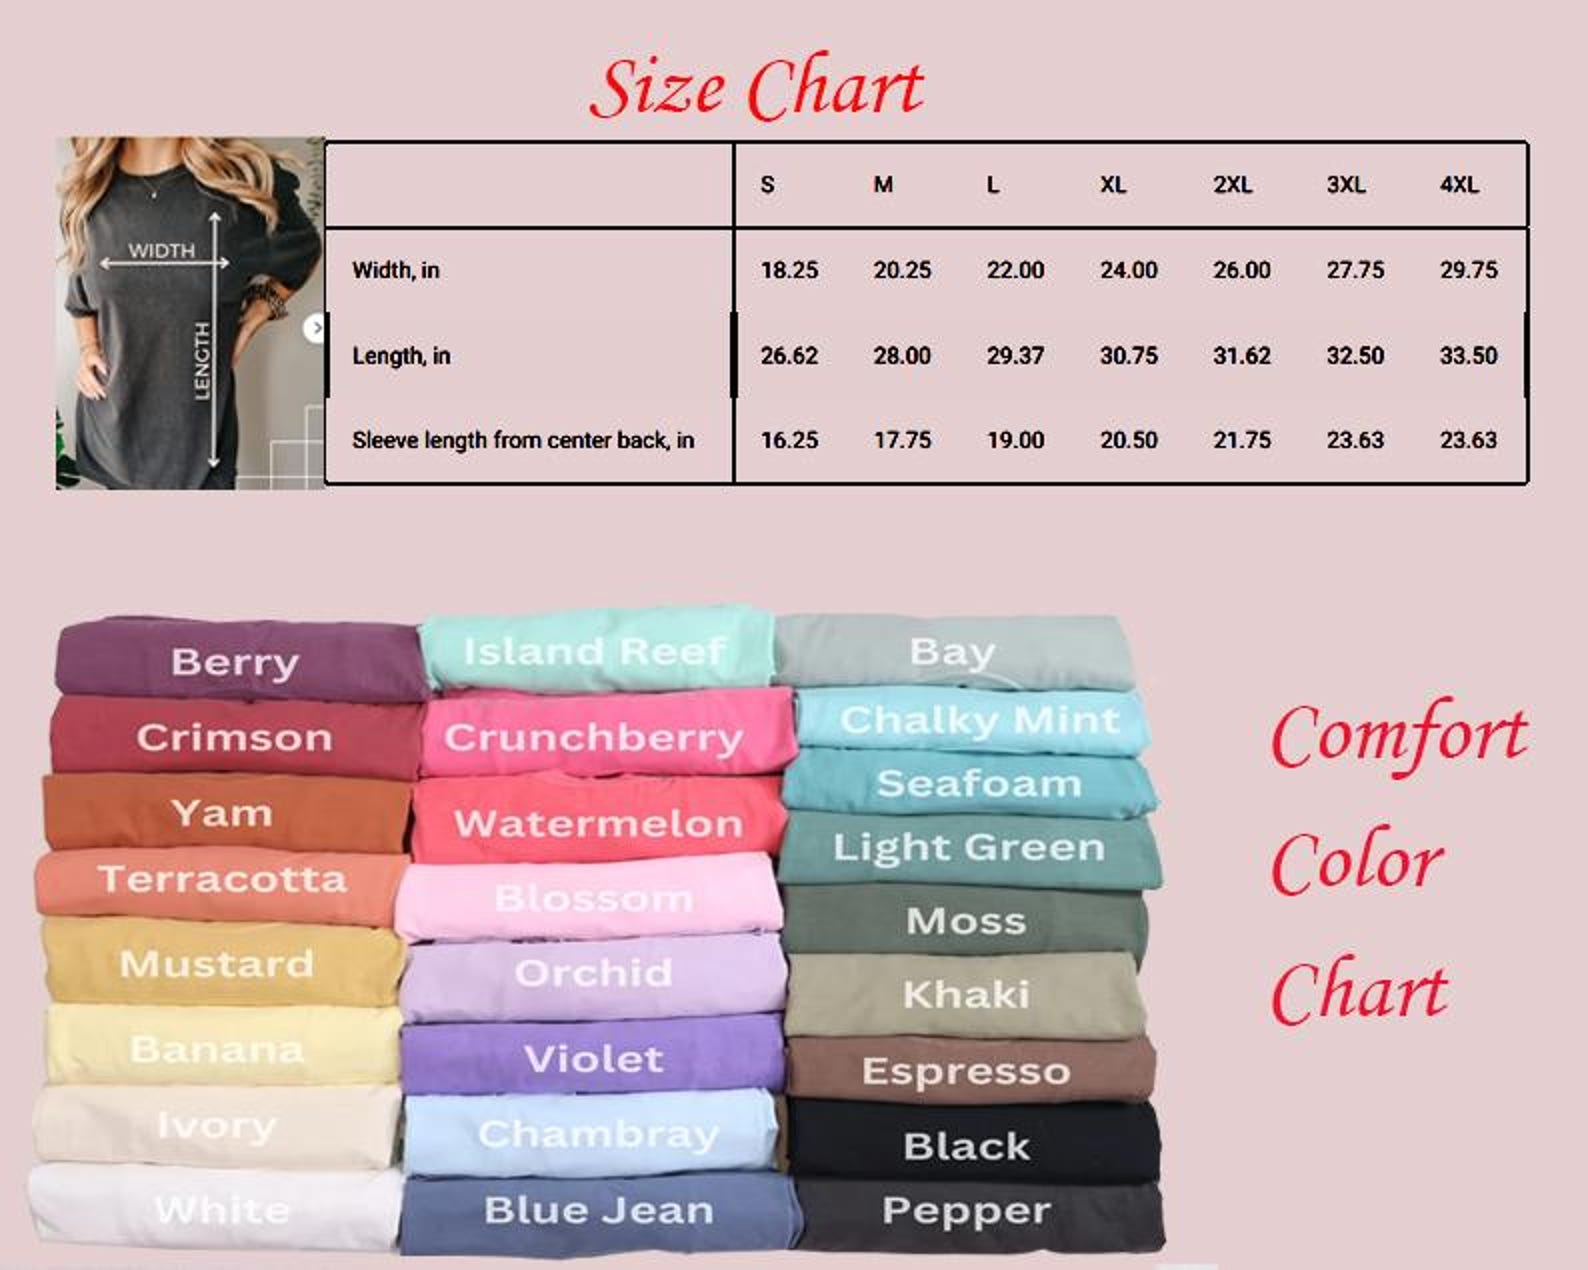 Size Chart
S M L XL 2XL 3XL 4XL
WIDTH
LENGTH
Width, in 18.25 20.25 22.00 24.00 26.00 27.75 29.75
Length, in 26.62 28.00 29.37 30.75 31.62 32.50 33.50
Sleeve length from center back, in 16.25 17.75 19.00 20.50 21.75 23.63 23.63
Berry
Crimson
Yam
Terracotta
Mustard
Banana
Ivory
White
Island Reef
Crunchberry
Watermelon
Blossom
Orchid
Violet
Chambray
Blue Jean
Bay
Chalky Mint
Seafoam
Light Green
Moss
Khaki
Espresso
Black
Pepper
Comfort
Color
Chart